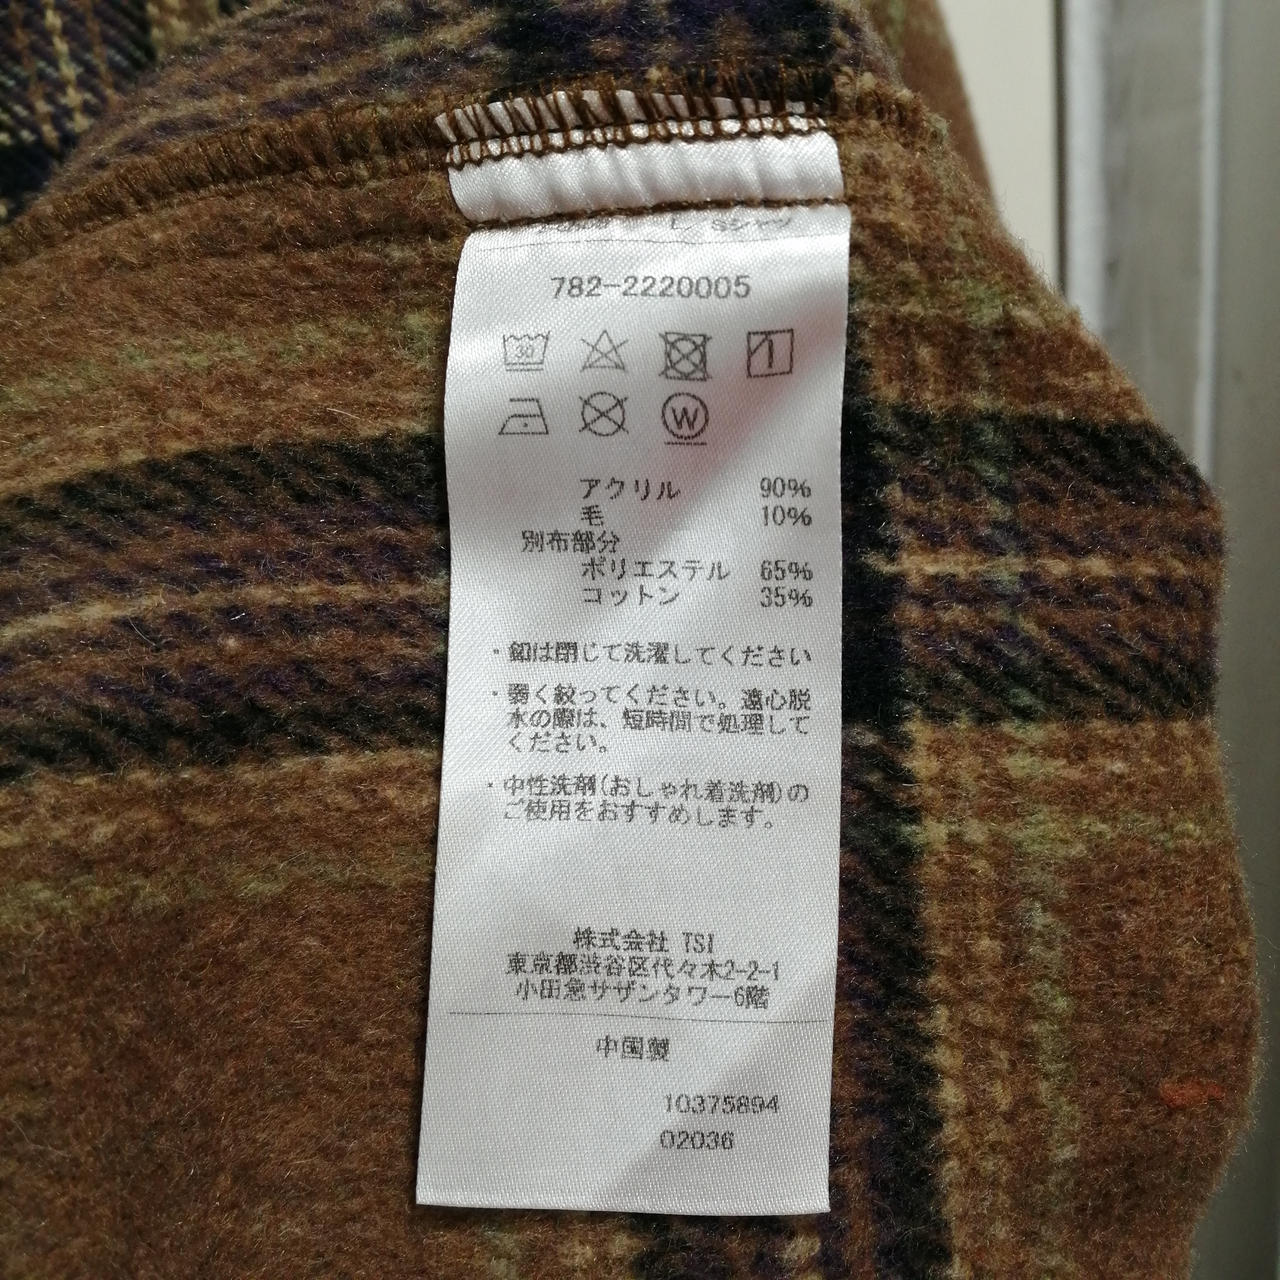 L/Sシャツ
782-2220005
30
W
アクリル 90%
毛 10%
別布部分
ポリエステル 65%
コットン 35%
・釦は閉じて洗濯してください
・弱く絞ってください。遠心脱
水の際は、短時間で処理して
ください。
・中性洗剤(おしゃれ着洗剤)の
ご使用をおすすめします。
株式会社 TSI
東京都渋谷区代々木2-2-1
小田急サザンタワー6階
中国製
10375894
02036